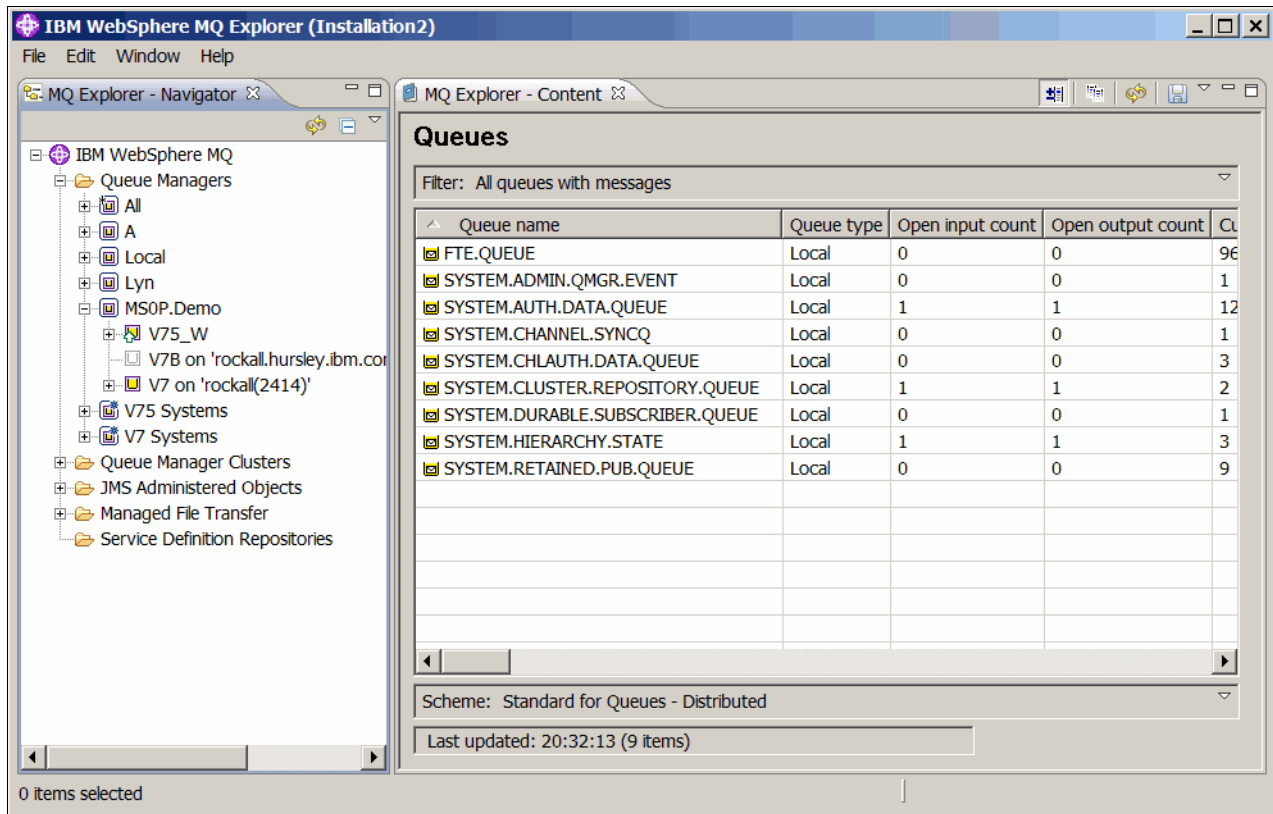 IBM WebSphere MQ Explorer (Installation2)
File Edit Window Help
MQ Explorer - Navigator
IBM WebSphere MQ
Queue Managers
All
A
Local
Lyn
MS0P.Demo
V75_W
V7B on 'rockall.hursley.ibm.cor
V7 on 'rockall(2414)'
V75 Systems
V7 Systems
Queue Manager Clusters
JMS Administered Objects
Managed File Transfer
Service Definition Repositories
MQ Explorer - Content
Queues
Filter: All queues with messages
Queue name Queue type Open input count Open output count Cu
FTE.QUEUE Local 0 0 96
SYSTEM.ADMIN.QMGR.EVENT Local 0 0 1
SYSTEM.AUTH.DATA.QUEUE Local 1 1 12
SYSTEM.CHANNEL.SYNCQ Local 0 0 1
SYSTEM.CHLAUTH.DATA.QUEUE Local 0 0 3
SYSTEM.CLUSTER.REPOSITORY.QUEUE Local 1 1 2
SYSTEM.DURABLE.SUBSCRIBER.QUEUE Local 0 0 1
SYSTEM.HIERARCHY.STATE Local 1 1 3
SYSTEM.RETAINED.PUB.QUEUE Local 0 0 9
Scheme: Standard for Queues - Distributed
Last updated: 20:32:13 (9 items)
0 items selected